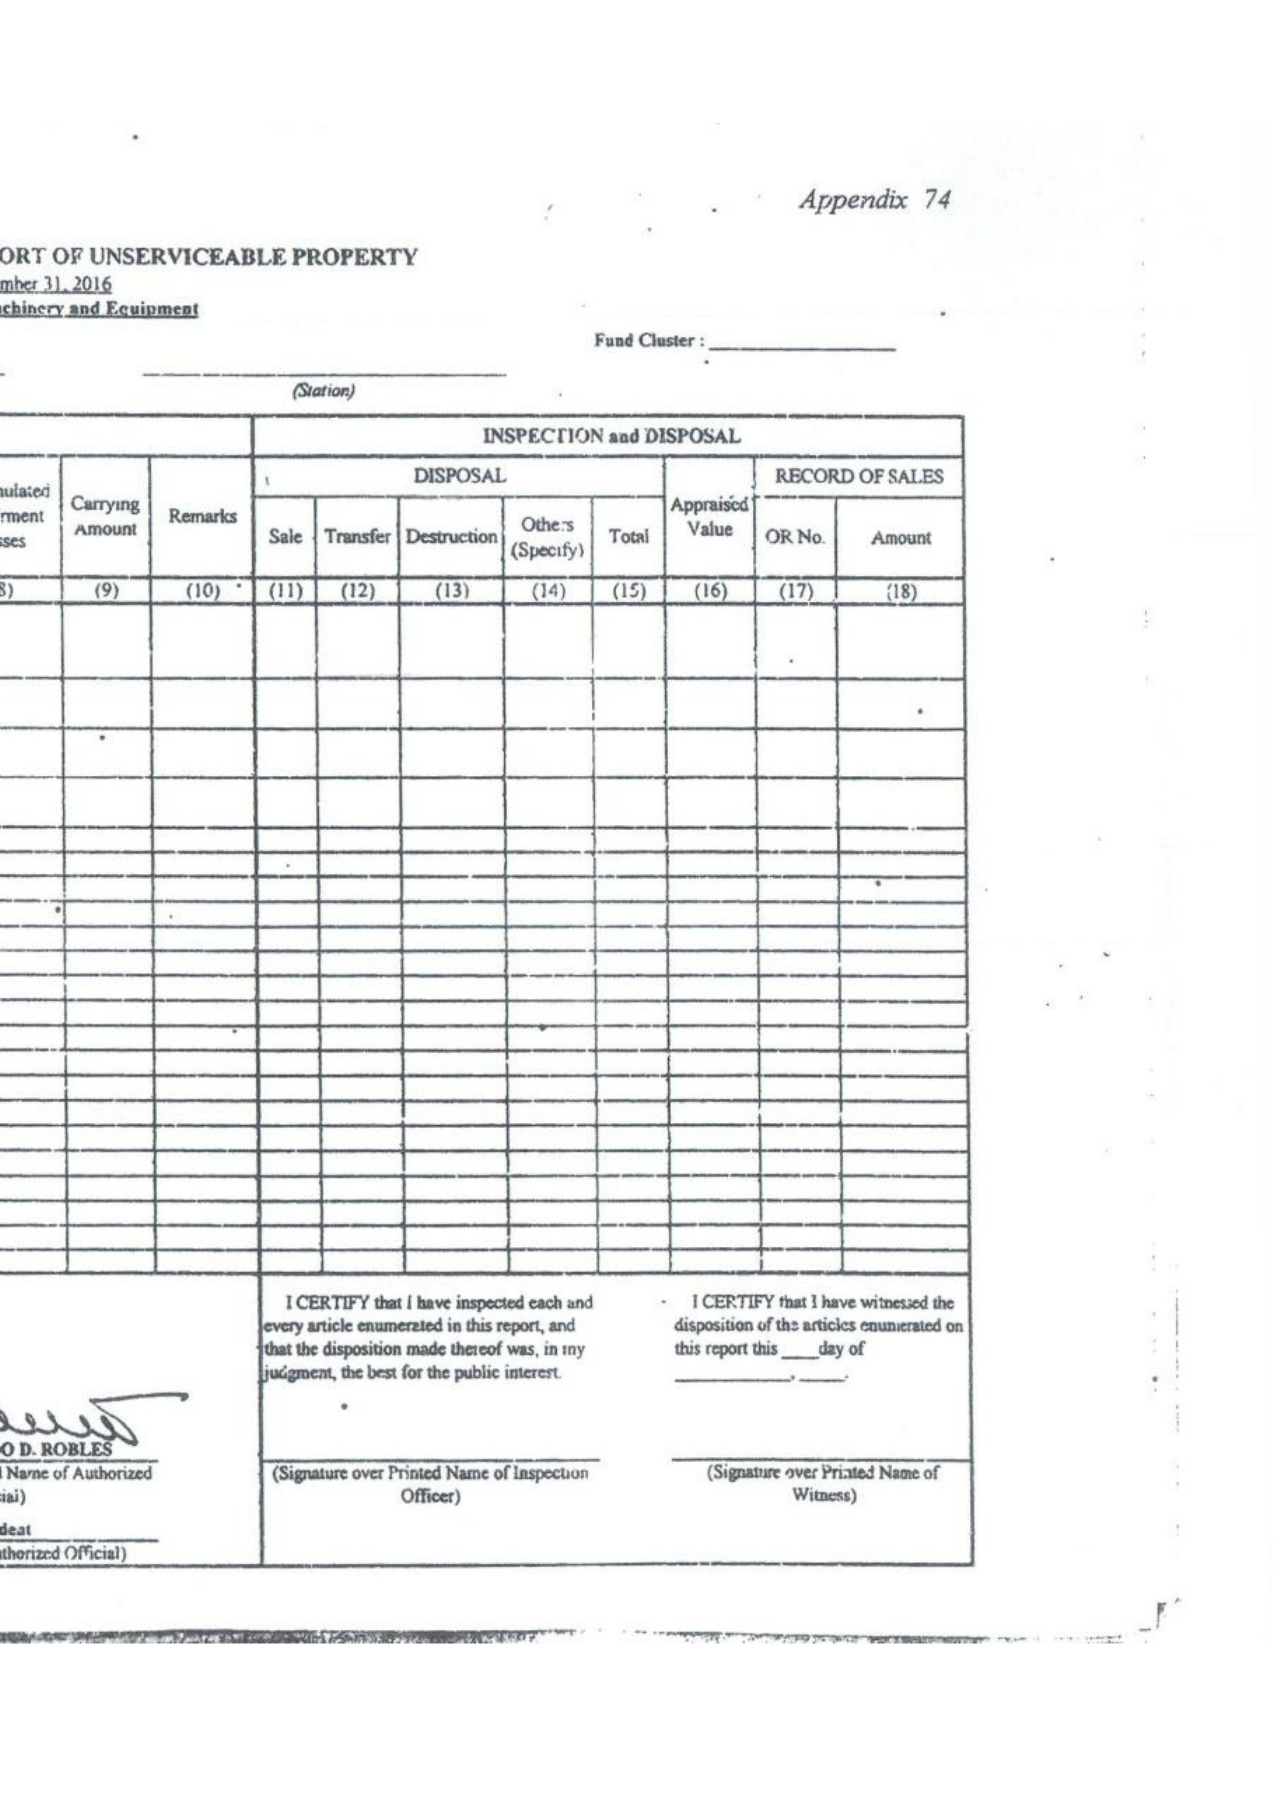 Appendix 74
ORT OF UNSERVICEABLE PROPERTY
mber 31, 2016
chinery and Equipment
Fund Cluster :
(Station)
INSPECTION and DISPOSAL
DISPOSAL
RECORD OF SALES
nulated
rment
sses
Carrying
Amount
Remarks
Sale
Transfer
Destruction
Others
(Specify)
Total
Appraised
Value
OR No.
Amount
8) (9) (10) (11) (12) (13) (14) (15) (16) (17) (18)
I CERTIFY that I have inspected each and
every article enumerated in this report, and
that the disposition made thereof was, in my
judgment, the best for the public interest.
I CERTIFY that I have witnessed the
disposition of the articles enumerated on
this report this ____day of
____________, _____.
O D. ROBLES
l Name of Authorized
cial)
dent
thorized Official)
(Signature over Printed Name of Inspection
Officer)
(Signature over Printed Name of
Witness)